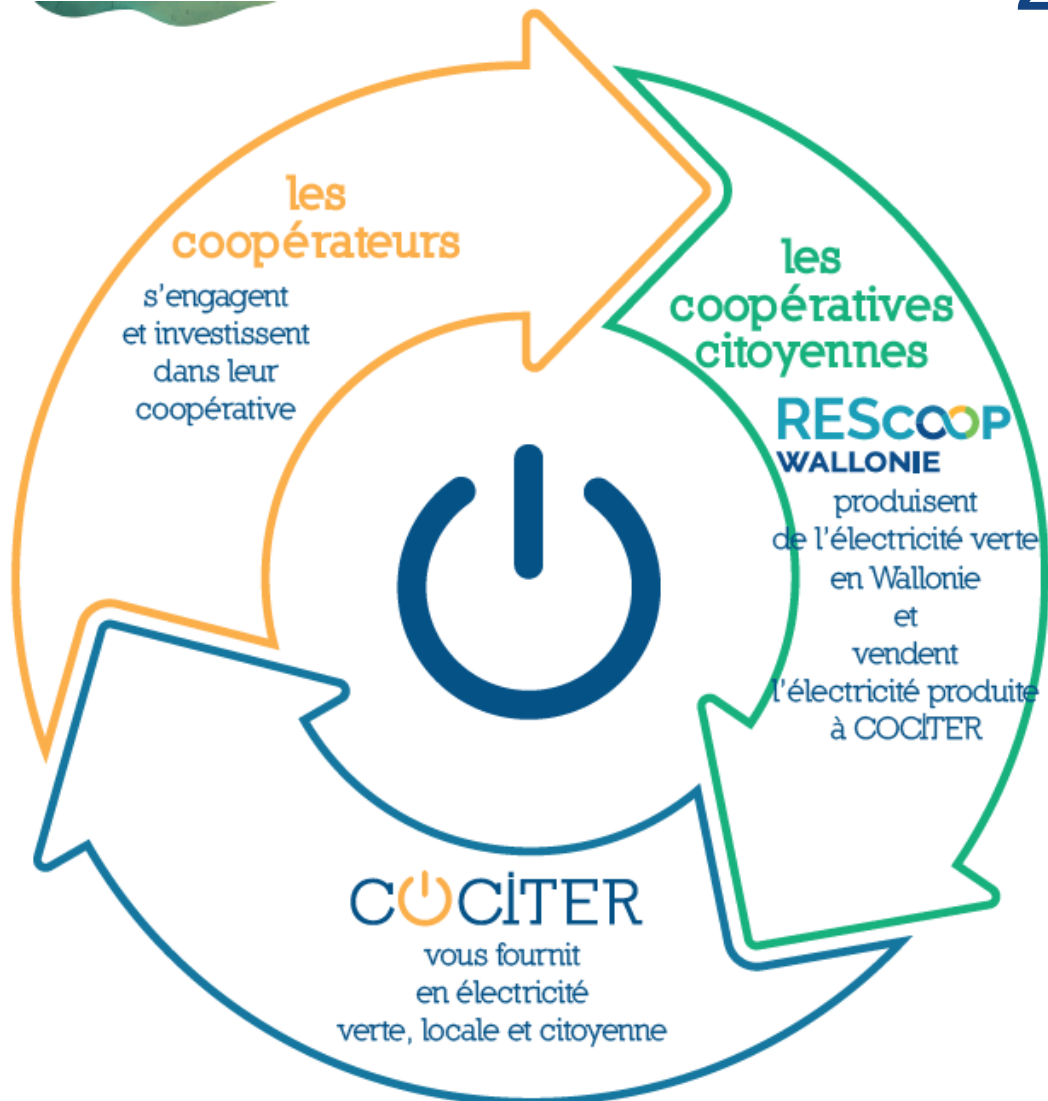 les
coopérateurs
s'engagent
et investissent
dans leur
coopérative
les
coopératives
citoyennes
REScoop
WALLONIE
produisent
de l'électricité verte
en Wallonie
et
vendent
l'électricité produite
à COCITER
COCITER
vous fournit
en électricité
verte, locale et citoyenne